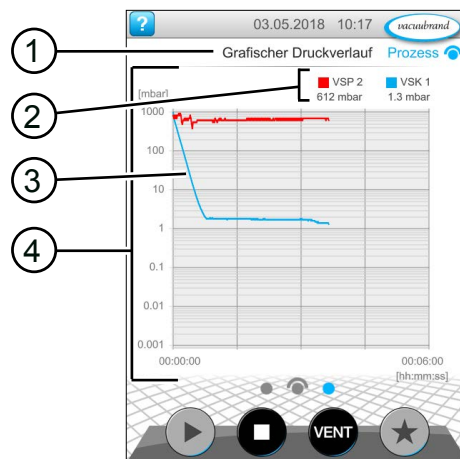 ?
03.05.2018 10:17
vacuubrand
1
Grafischer Druckverlauf Prozess
2
VSP 2 VSK 1
612 mbar 1.3 mbar
[mbar]
1000
100
3
10
4
1
0.1
0.01
0.001
00:00:00 00:06:00
[hh:mm:ss]
VENT